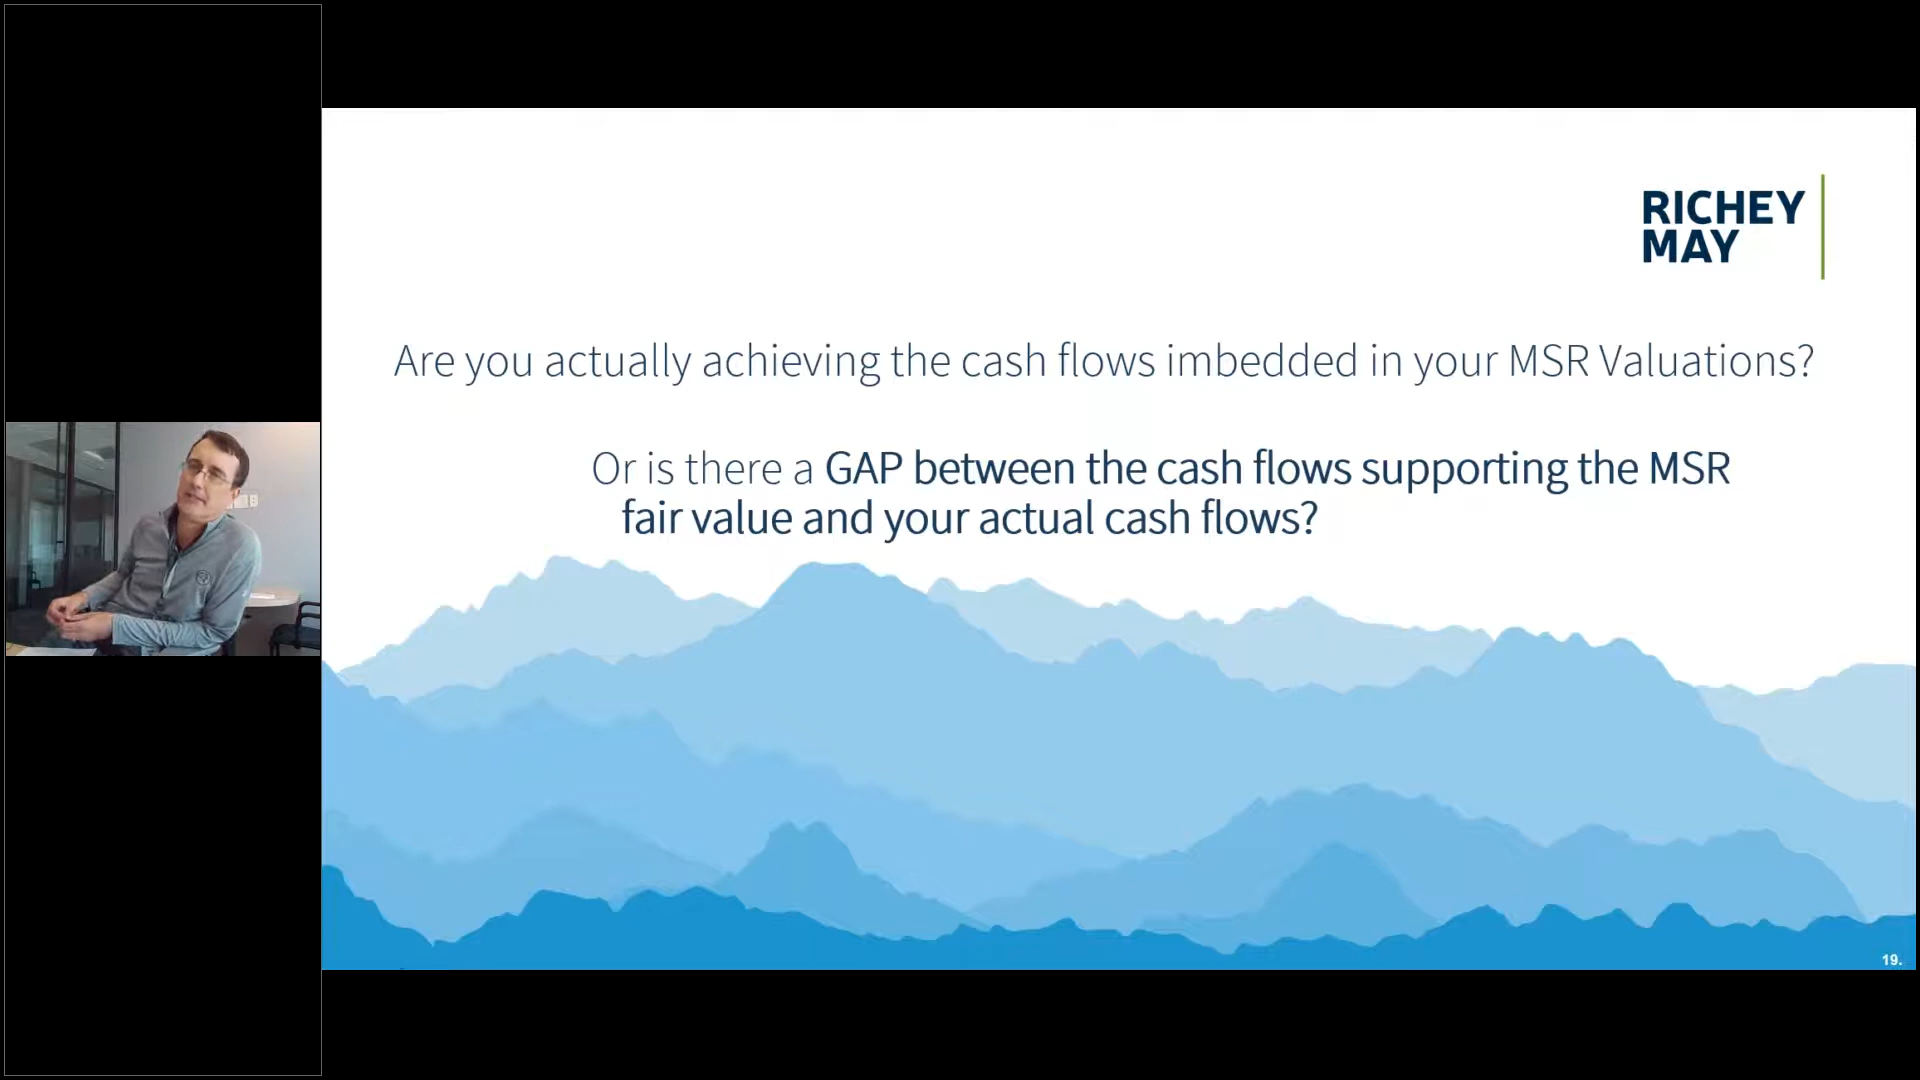 RICHEY
MAY
Are you actually achieving the cash flows imbedded in your MSR Valuations?
Or is there a GAP between the cash flows supporting the MSR
fair value and your actual cash flows?
19.